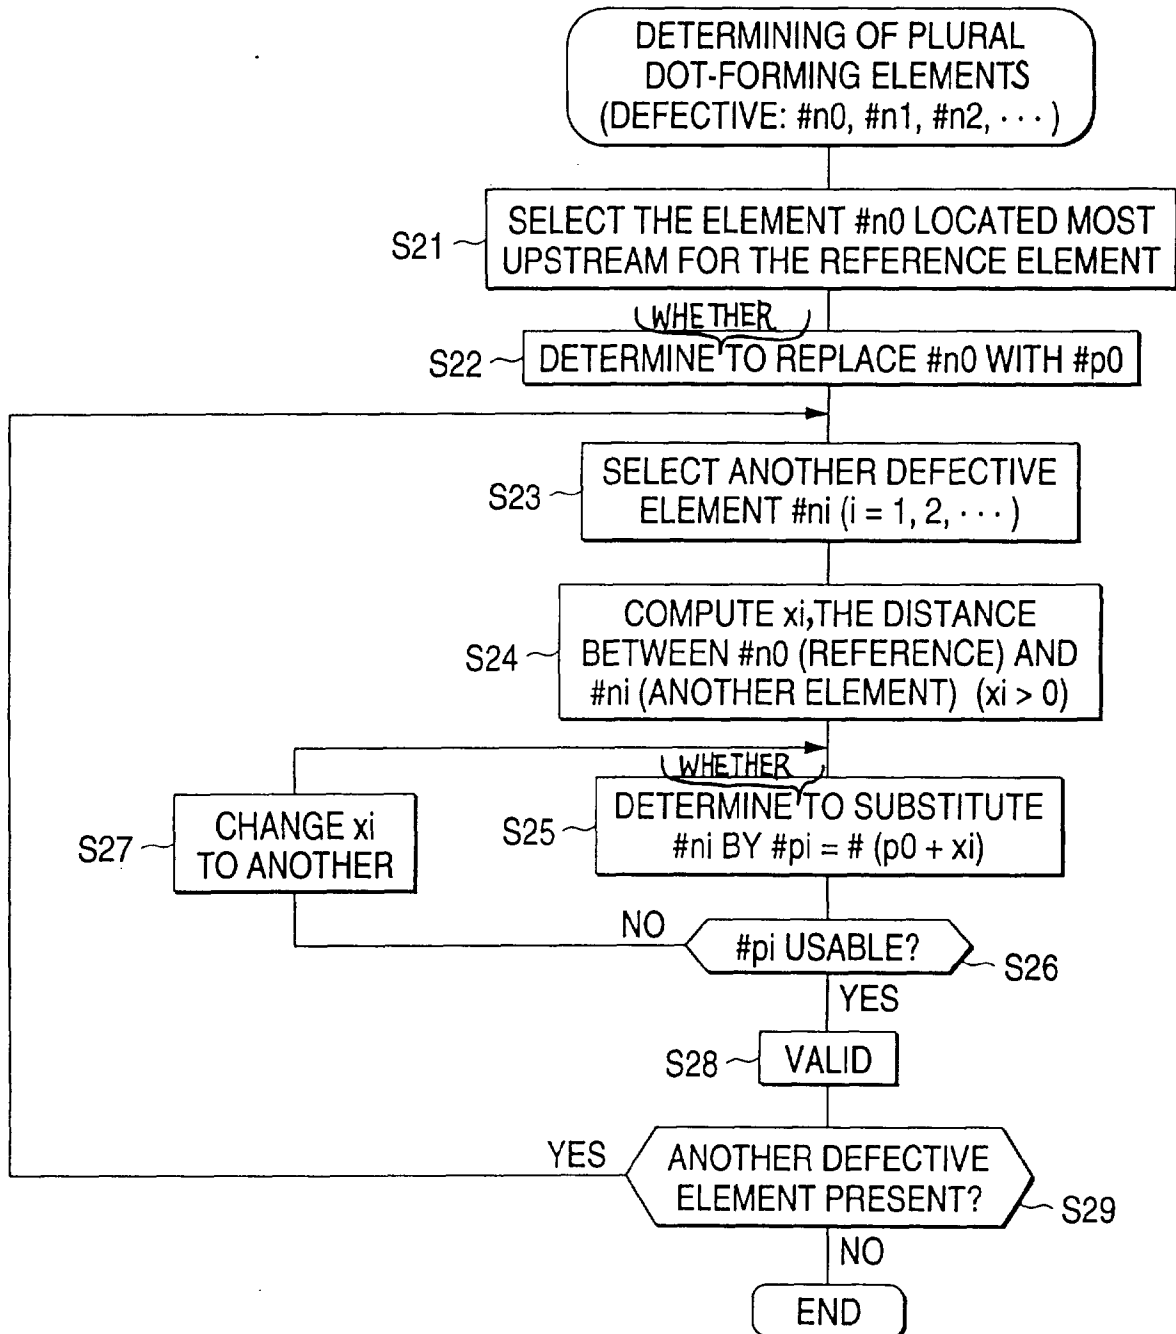 DETERMINING OF PLURAL
DOT-FORMING ELEMENTS
(DEFECTIVE: #n0, #n1, #n2, · · · )
S21
SELECT THE ELEMENT #n0 LOCATED MOST
UPSTREAM FOR THE REFERENCE ELEMENT
WHETHER
S22
DETERMINE TO REPLACE #n0 WITH #p0
S23
SELECT ANOTHER DEFECTIVE
ELEMENT #ni (i = 1, 2, · · · )
S24
COMPUTE xi,THE DISTANCE
BETWEEN #n0 (REFERENCE) AND
#ni (ANOTHER ELEMENT) (xi > 0)
S27
CHANGE xi
TO ANOTHER
WHETHER
S25
DETERMINE TO SUBSTITUTE
#ni BY #pi = # (p0 + xi)
NO
#pi USABLE?
S26
YES
S28
VALID
YES
ANOTHER DEFECTIVE
ELEMENT PRESENT?
S29
NO
END